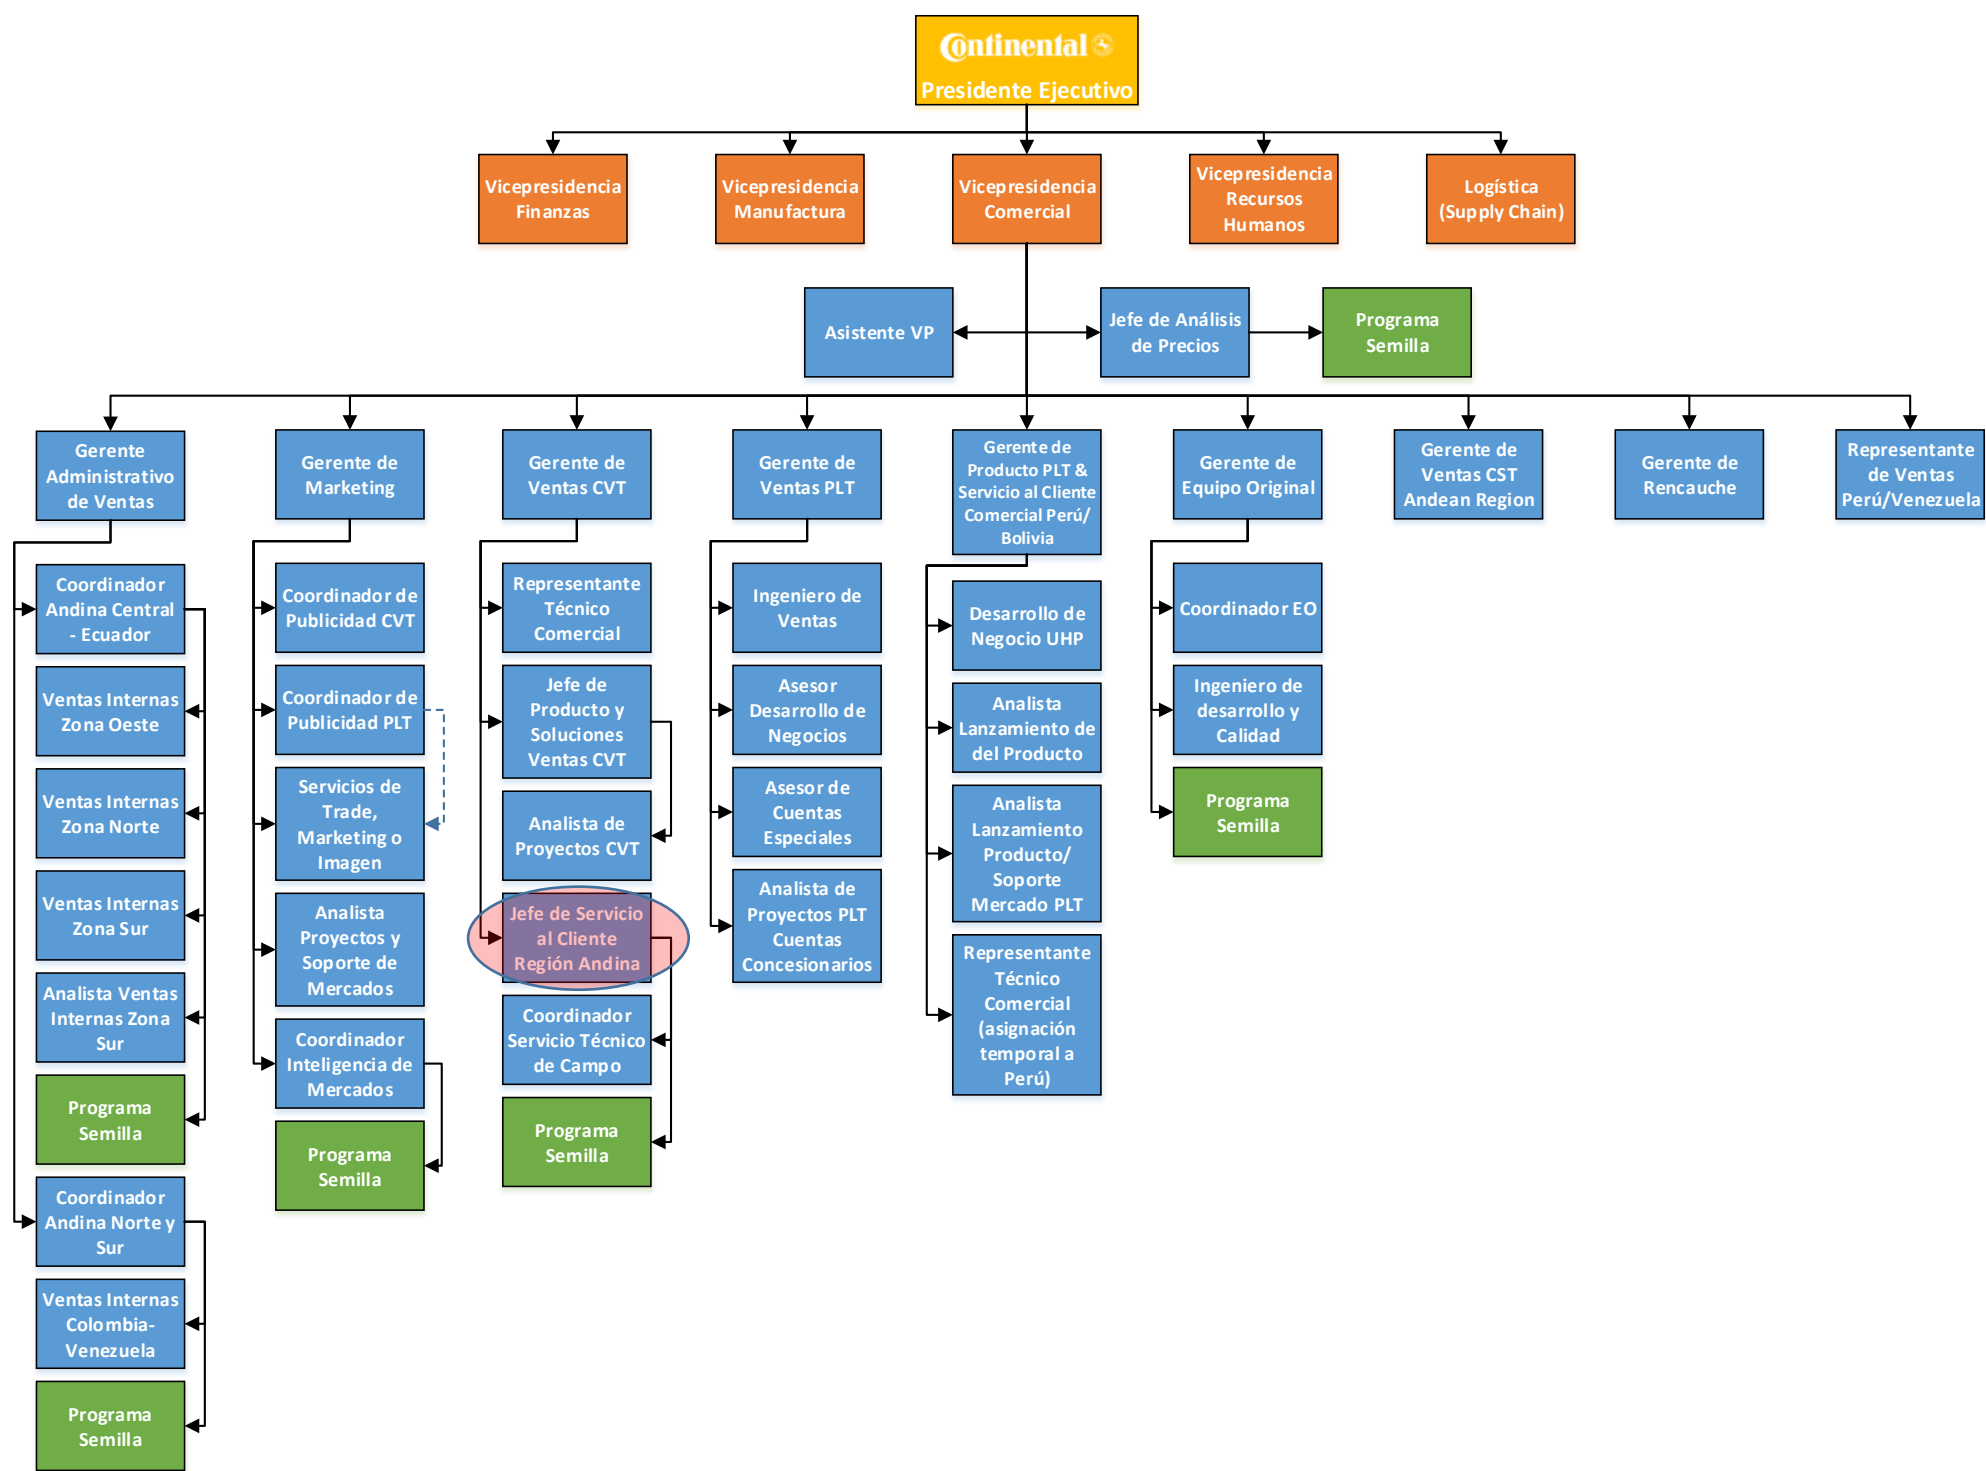 Continental
Presidente Ejecutivo
Vicepresidencia
Finanzas
Vicepresidencia
Manufactura
Vicepresidencia
Comercial
Vicepresidencia
Recursos
Humanos
Logística
(Supply Chain)
Asistente VP
Jefe de Análisis
de Precios
Programa
Semilla
Gerente
Administrativo
de Ventas
Gerente de
Marketing
Gerente de
Ventas CVT
Gerente de
Ventas PLT
Gerente de
Producto PLT &
Servicio al Cliente
Comercial Perú/
Bolivia
Gerente de
Equipo Original
Gerente de
Ventas CST
Andean Region
Gerente de
Rencauche
Representante
de Ventas
Perú/Venezuela
Coordinador
Andina Central
- Ecuador
Ventas Internas
Zona Oeste
Ventas Internas
Zona Norte
Ventas Internas
Zona Sur
Analista Ventas
Internas Zona
Sur
Programa
Semilla
Coordinador
Andina Norte y
Sur
Ventas Internas
Colombia-
Venezuela
Programa
Semilla
Coordinador de
Publicidad CVT
Coordinador de
Publicidad PLT
Servicios de
Trade,
Marketing o
Imagen
Analista
Proyectos y
Soporte de
Mercados
Coordinador
Inteligencia de
Mercados
Programa
Semilla
Representante
Técnico
Comercial
Jefe de
Producto y
Soluciones
Ventas CVT
Analista de
Proyectos CVT
Jefe de Servicio
al Cliente
Región Andina
Coordinador
Servicio Técnico
de Campo
Programa
Semilla
Ingeniero de
Ventas
Asesor
Desarrollo de
Negocios
Asesor de
Cuentas
Especiales
Analista de
Proyectos PLT
Cuentas
Concesionarios
Desarrollo de
Negocio UHP
Analista
Lanzamiento de
del Producto
Analista
Lanzamiento
Producto/
Soporte
Mercado PLT
Representante
Técnico
Comercial
(asignación
temporal a
Perú)
Coordinador EO
Ingeniero de
desarrollo y
Calidad
Programa
Semilla